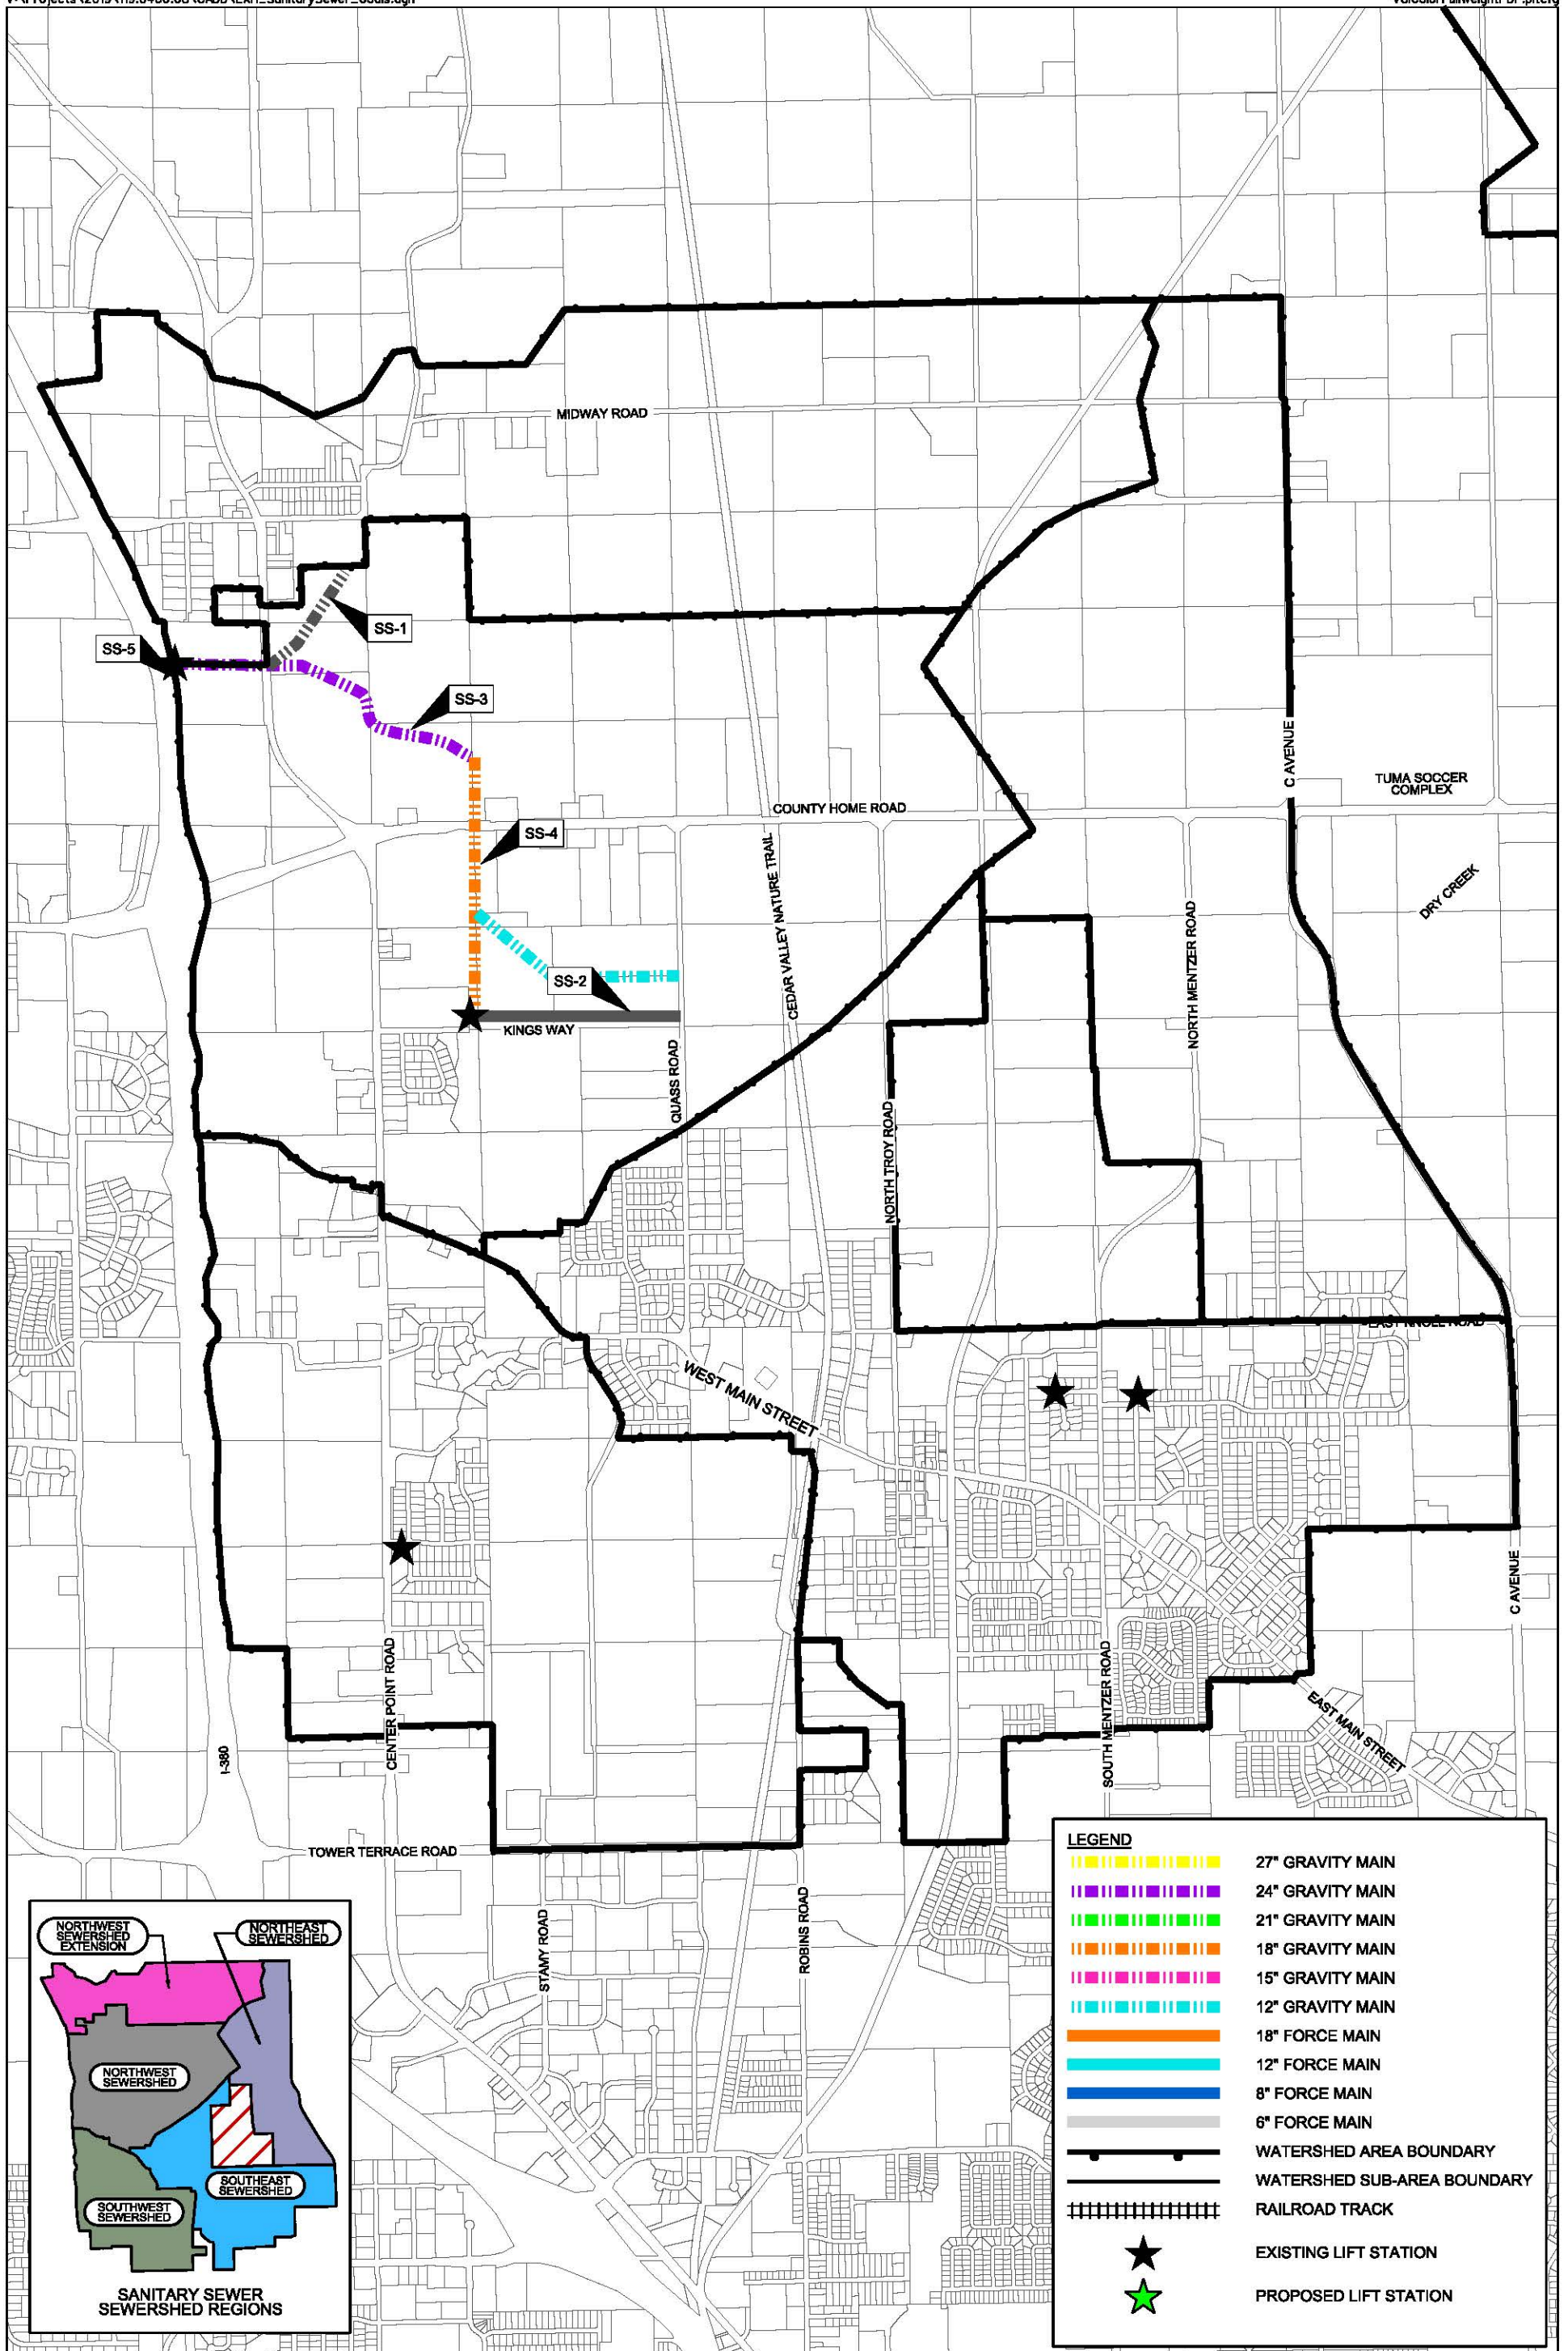 MIDWAY ROAD
SS-1
SS-5
SS-3
C AVENUE
TUMA SOCCER
COMPLEX
COUNTY HOME ROAD
SS-4
CEDAR VALLEY NATURE TRAIL
DRY CREEK
NORTH MENTZER ROAD
SS-2
KINGS WAY
QUASS ROAD
NORTH TROY ROAD
EAST KNOLL ROAD
WEST MAIN STREET
C AVENUE
CENTER POINT ROAD
SOUTH MENTZER ROAD
EAST MAIN STREET
I-380
TOWER TERRACE ROAD
STAMY ROAD
ROBINS ROAD
NORTHWEST
SEWERSHED
EXTENSION
NORTHEAST
SEWERSHED
NORTHWEST
SEWERSHED
SOUTHEAST
SEWERSHED
SOUTHWEST
SEWERSHED
SANITARY SEWER
SEWERSHED REGIONS
LEGEND
27" GRAVITY MAIN
24" GRAVITY MAIN
21" GRAVITY MAIN
18" GRAVITY MAIN
15" GRAVITY MAIN
12" GRAVITY MAIN
18" FORCE MAIN
12" FORCE MAIN
8" FORCE MAIN
6" FORCE MAIN
WATERSHED AREA BOUNDARY
WATERSHED SUB-AREA BOUNDARY
RAILROAD TRACK
EXISTING LIFT STATION
PROPOSED LIFT STATION